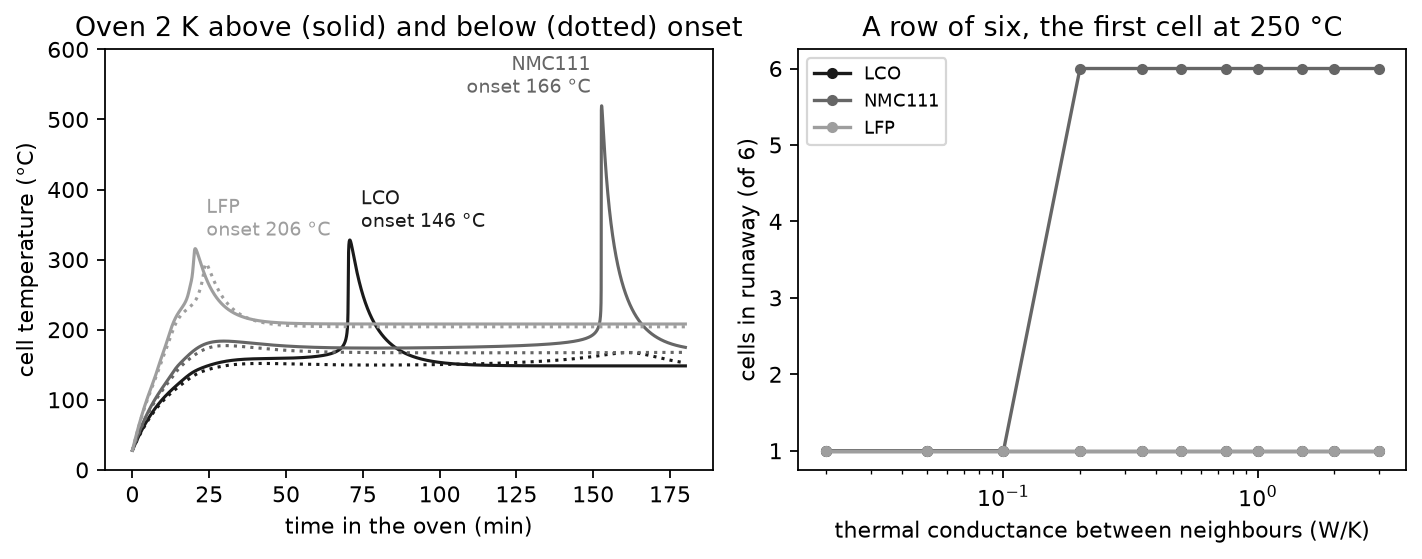 Oven 2 K above (solid) and below (dotted) onset
600
500
400
300
200
100
0
cell temperature (°C)
NMC111
onset 166 °C
LCO
onset 146 °C
LFP
onset 206 °C
0 25 50 75 100 125 150 175
time in the oven (min)
A row of six, the first cell at 250 °C
6
5
4
3
2
1
cells in runaway (of 6)
LCO
NMC111
LFP
10⁻¹ 10⁰
thermal conductance between neighbours (W/K)